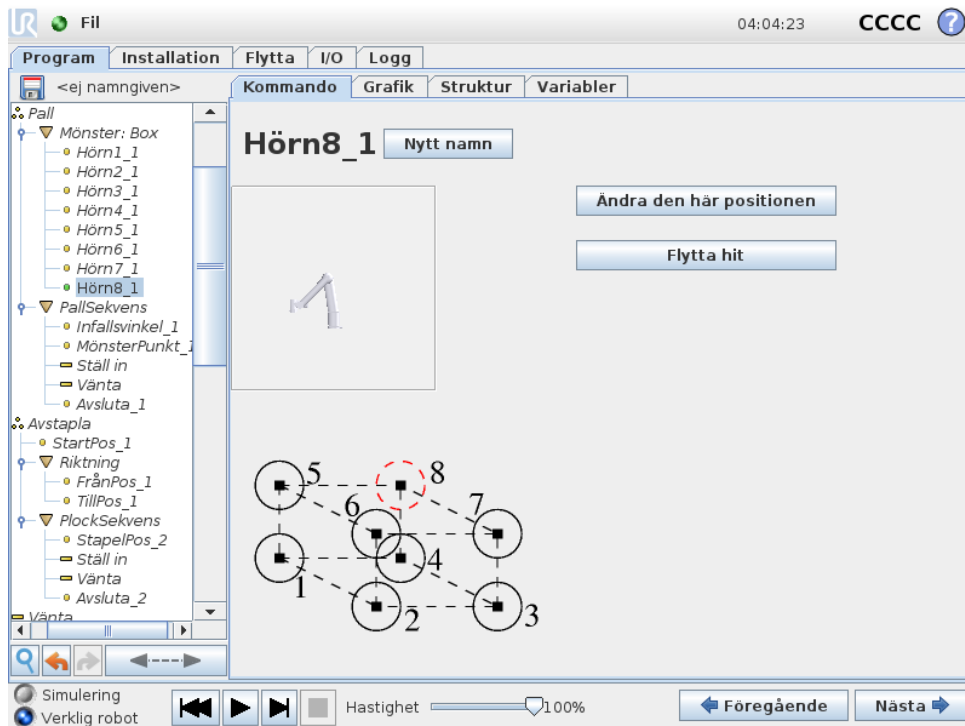 UR Fil 04:04:23 CCCC ?
Program Installation Flytta I/O Logg
<ej namngiven>
Kommando Grafik Struktur Variabler
Pall
Mönster: Box
Hörn1_1
Hörn2_1
Hörn3_1
Hörn4_1
Hörn5_1
Hörn6_1
Hörn7_1
Hörn8_1
PallSekvens
Infallsvinkel_1
MönsterPunkt_1
Ställ in
Vänta
Avsluta_1
Avstapla
StartPos_1
Riktning
FrånPos_1
TillPos_1
PlockSekvens
StapelPos_2
Ställ in
Vänta
Avsluta_2
Vänta
Hörn8_1 Nytt namn
Ändra den här positionen
Flytta hit
5 8
6 7
1 4
2 3
Simulering
Verklig robot
Hastighet 100%
Föregående Nästa